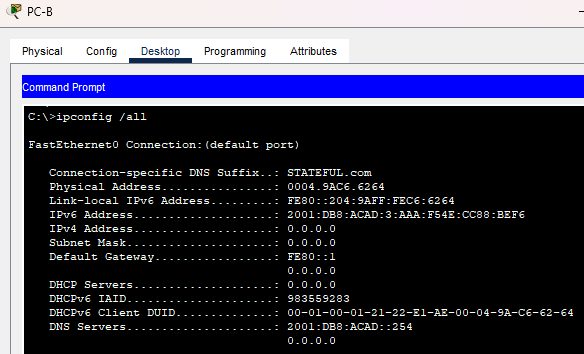 PC-B
Physical Config Desktop Programming Attributes
Command Prompt
C:\>ipconfig /all
FastEthernet0 Connection:(default port)
Connection-specific DNS Suffix..: STATEFUL.com
Physical Address................: 0004.9AC6.6264
Link-local IPv6 Address.........: FE80::204:9AFF:FEC6:6264
IPv6 Address....................: 2001:DB8:ACAD:3:AAA:F54E:CC88:BEF6
IPv4 Address....................: 0.0.0.0
Subnet Mask.....................: 0.0.0.0
Default Gateway.................: FE80::1
0.0.0.0
DHCP Servers....................: 0.0.0.0
DHCPv6 IAID.....................: 983559283
DHCPv6 Client DUID..............: 00-01-00-01-21-22-E1-AE-00-04-9A-C6-62-64
DNS Servers.....................: 2001:DB8:ACAD::254
0.0.0.0